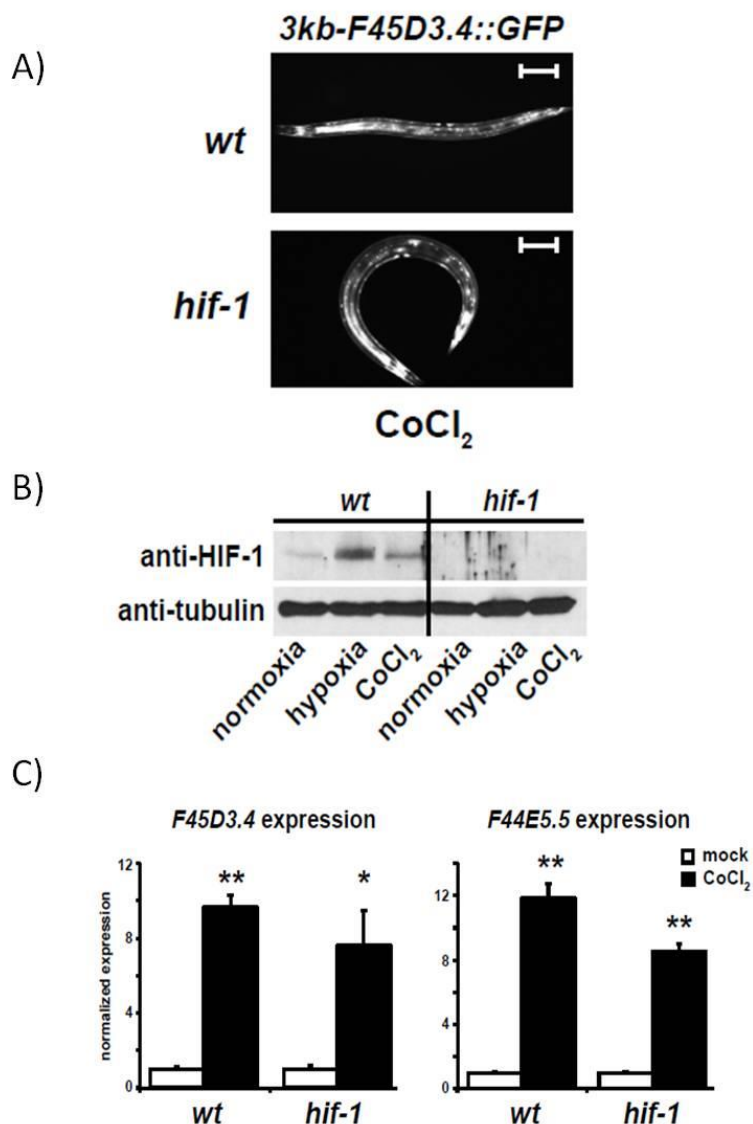 A)
3kb-F45D3.4::GFP
wt
hif-1
CoCl2
B)
wt hif-1
anti-HIF-1
anti-tubulin
normoxia hypoxia CoCl2 normoxia hypoxia CoCl2
C)
F45D3.4 expression
normalized expression
12
8
4
0
** *
wt hif-1
F44E5.5 expression
mock
CoCl2
12
8
4
0
** **
wt hif-1